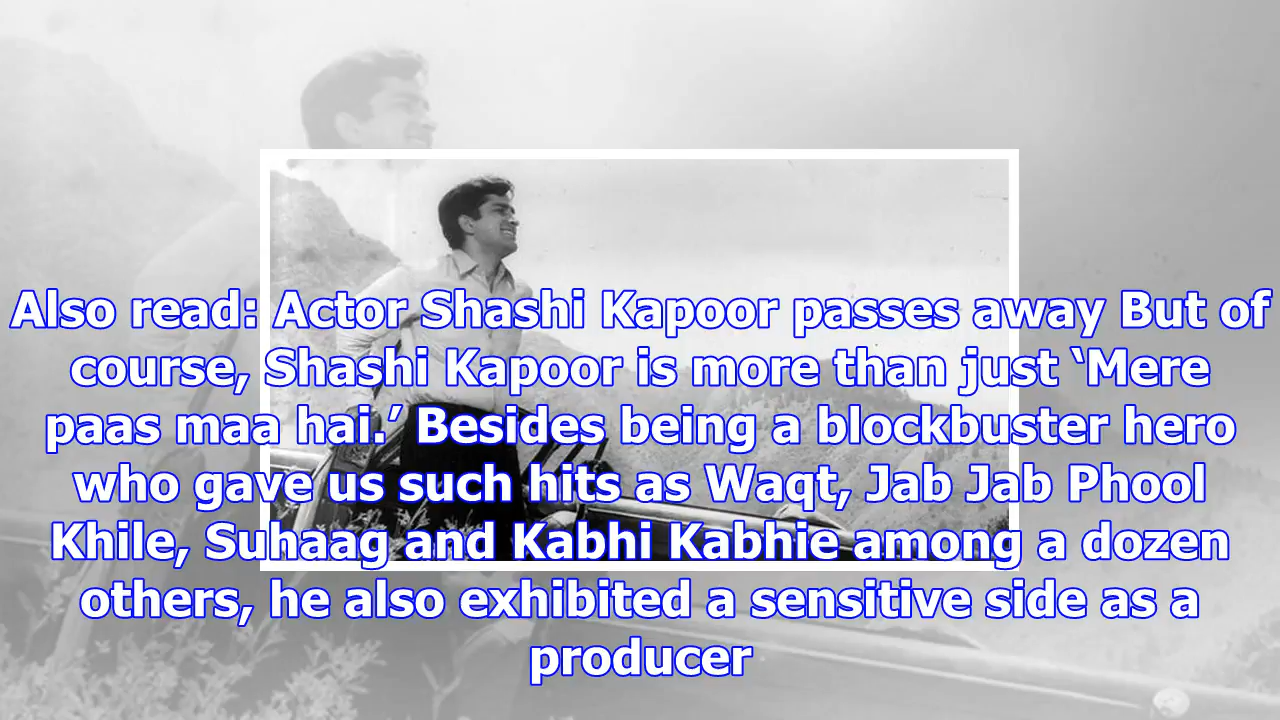 Also read: Actor Shashi Kapoor passes away But of
course, Shashi Kapoor is more than just ‘Mere
paas maa hai.’ Besides being a blockbuster hero
who gave us such hits as Waqt, Jab Jab Phool
Khile, Suhaag and Kabhi Kabhie among a dozen
others, he also exhibited a sensitive side as a
producer